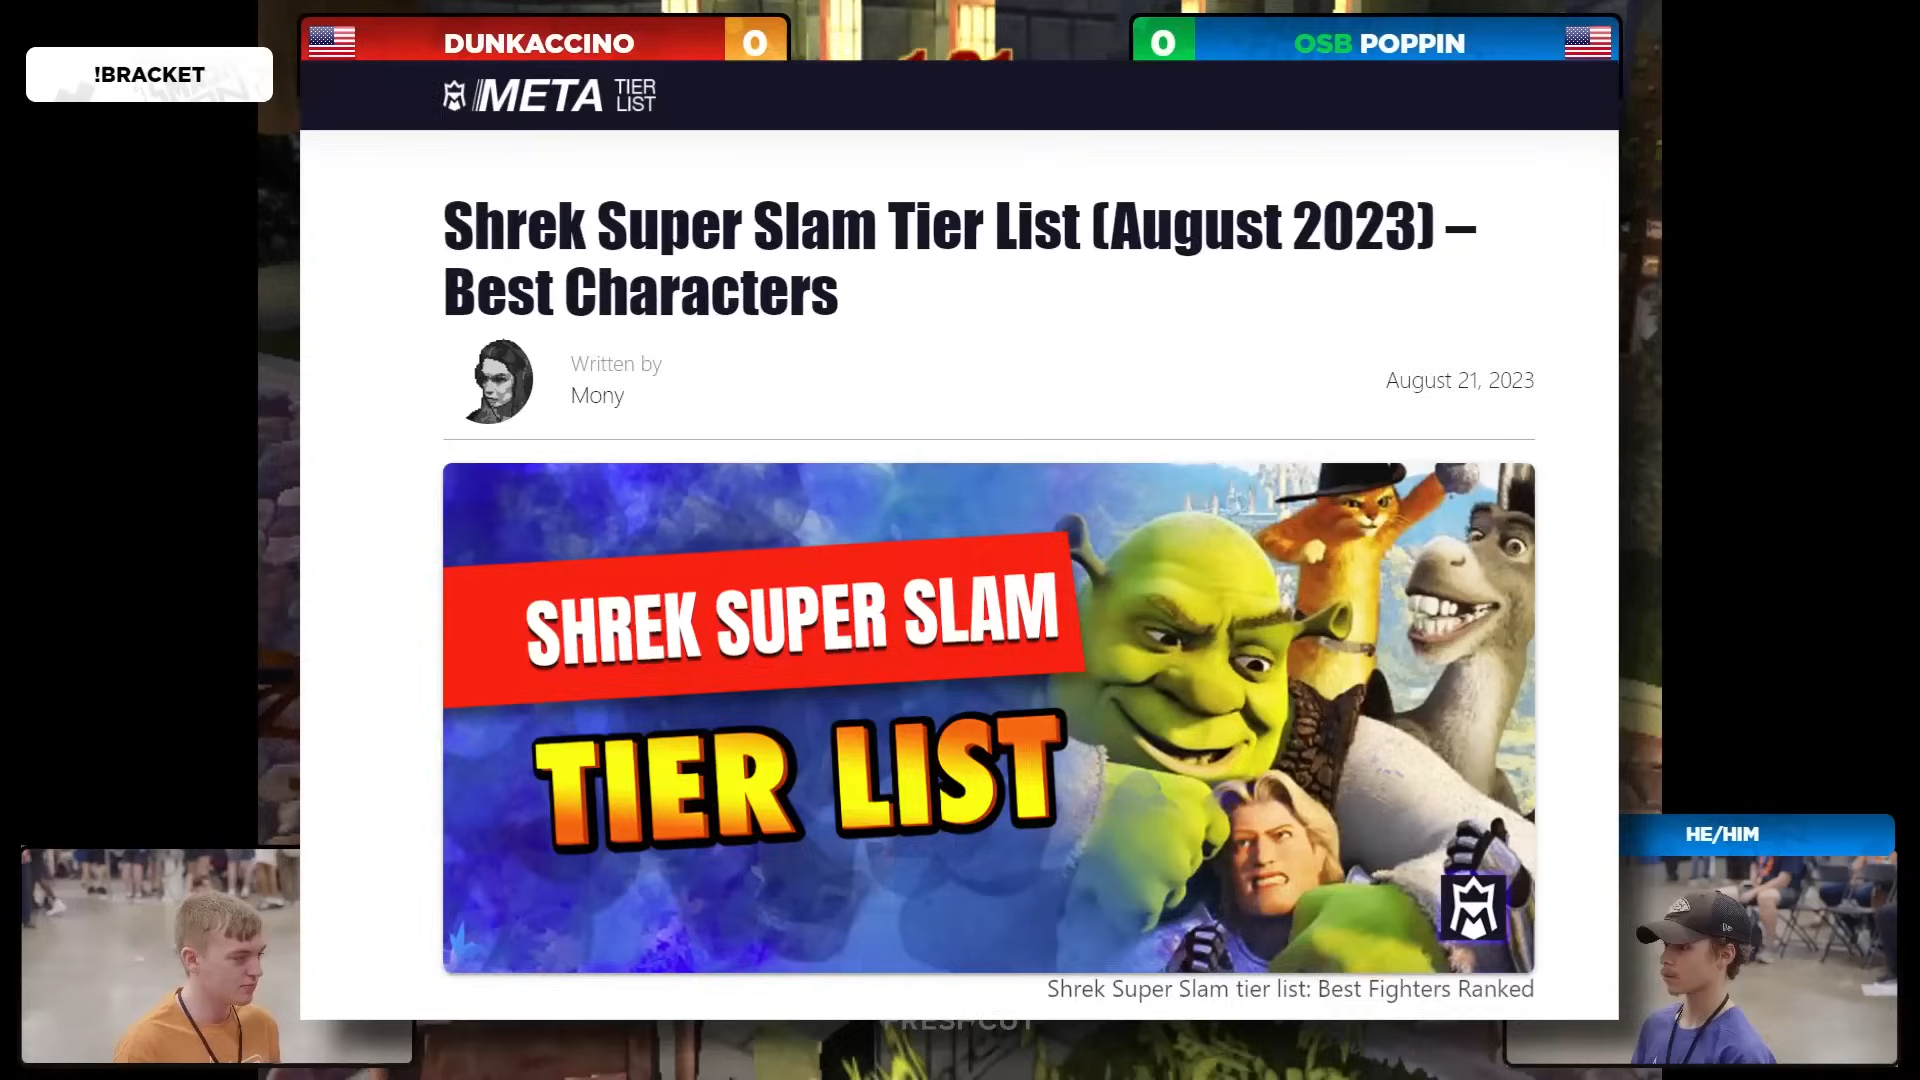 DUNKACCINO 0
0 OSB POPPIN
!BRACKET
META TIER LIST
Shrek Super Slam Tier List (August 2023) –
Best Characters
Written by
Mony
August 21, 2023
SHREK SUPER SLAM
TIER LIST
HE/HIM
Shrek Super Slam tier list: Best Fighters Ranked